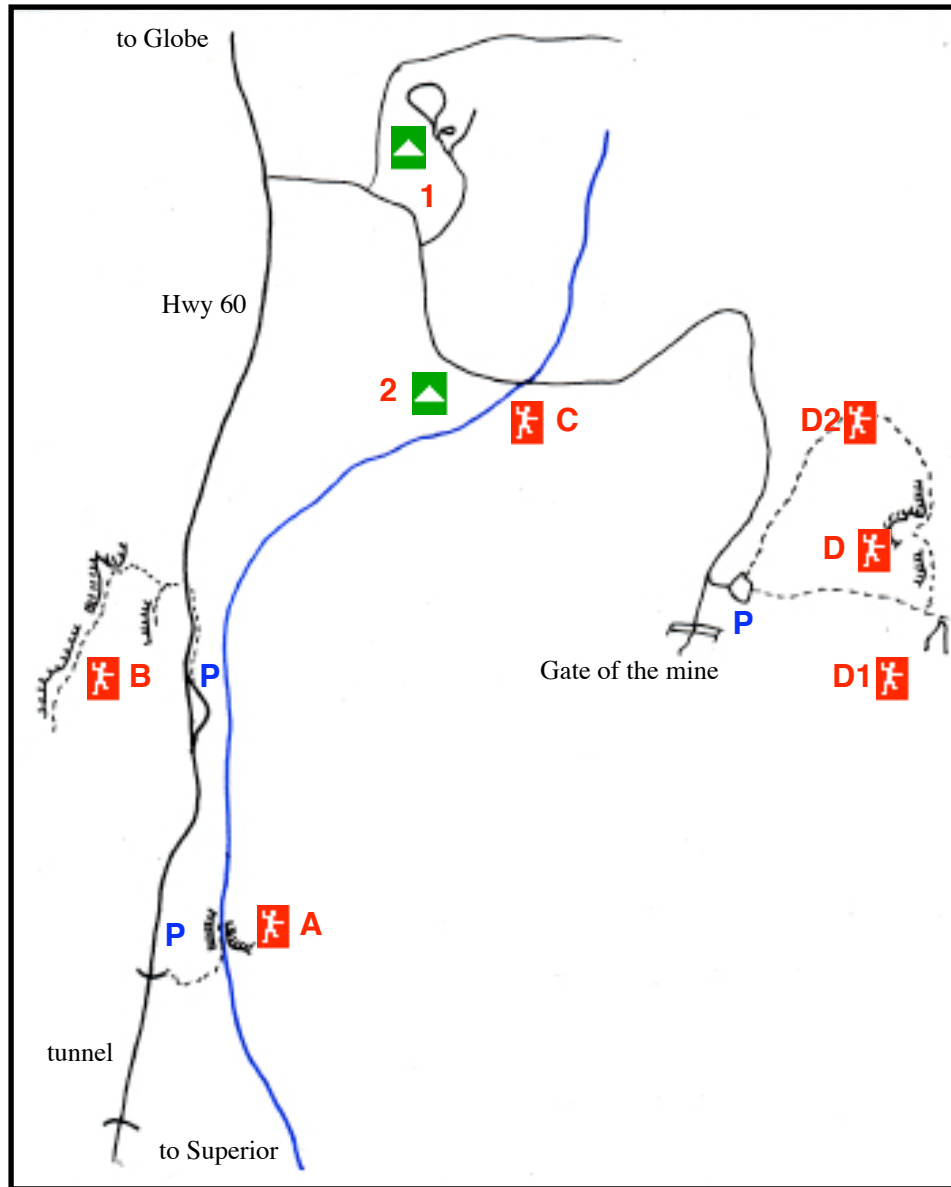 to Globe
1
Hwy 60
2
C
D2
D
P
Gate of the mine
D1
B
P
A
P
tunnel
to Superior